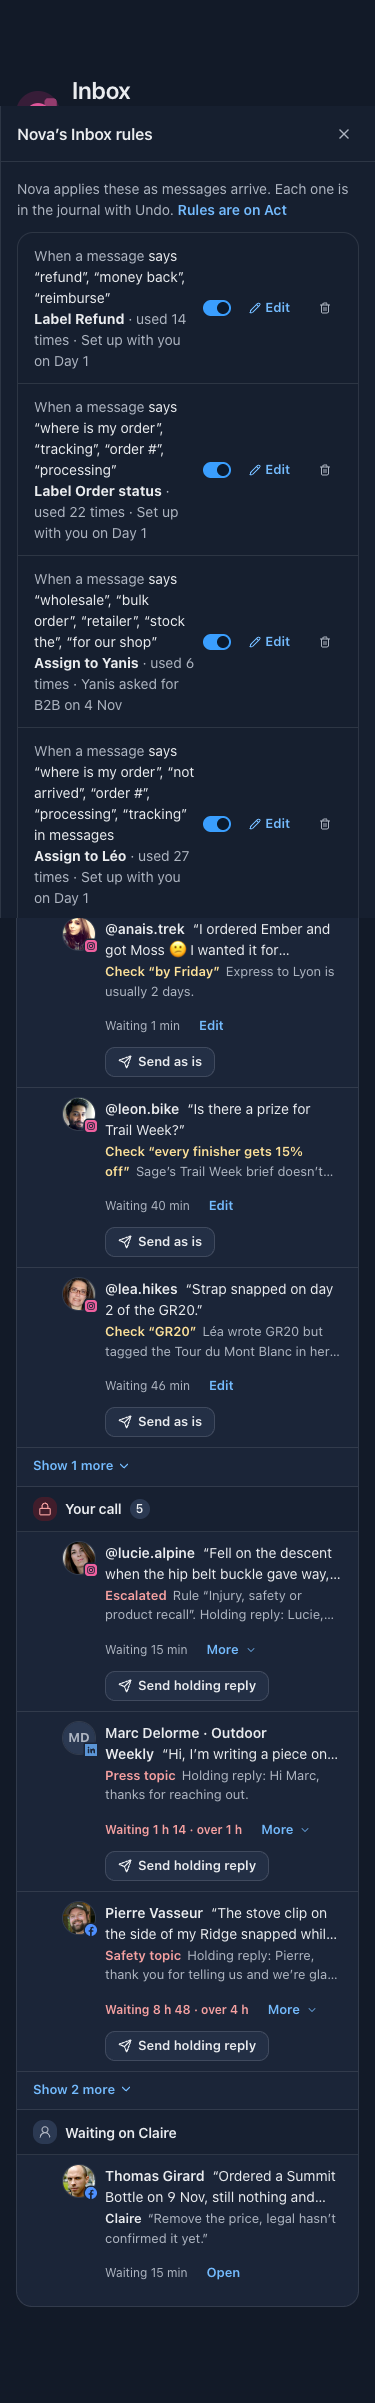 Inbox
Nova’s Inbox rules
Nova applies these as messages arrive. Each one is
in the journal with Undo. Rules are on Act
When a message says
“refund”, “money back”,
“reimburse”
Label Refund · used 14
times · Set up with you
on Day 1
Edit
When a message says
“where is my order”,
“tracking”, “order #”,
“processing”
Label Order status ·
used 22 times · Set up
with you on Day 1
Edit
When a message says
“wholesale”, “bulk
order”, “retailer”, “stock
the”, “for our shop”
Assign to Yanis · used 6
times · Yanis asked for
B2B on 4 Nov
Edit
When a message says
“where is my order”, “not
arrived”, “order #”,
“processing”, “tracking”
in messages
Assign to Léo · used 27
times · Set up with you
on Day 1
Edit
@anais.trek “I ordered Ember and
got Moss 😕 I wanted it for…
Check “by Friday” Express to Lyon is
usually 2 days.
Waiting 1 min Edit
Send as is
@leon.bike “Is there a prize for
Trail Week?”
Check “every finisher gets 15%
off” Sage’s Trail Week brief doesn’t…
Waiting 40 min Edit
Send as is
@lea.hikes “Strap snapped on day
2 of the GR20.”
Check “GR20” Léa wrote GR20 but
tagged the Tour du Mont Blanc in her…
Waiting 46 min Edit
Send as is
Show 1 more
Your call 5
@lucie.alpine “Fell on the descent
when the hip belt buckle gave way,…
Escalated Rule “Injury, safety or
product recall”. Holding reply: Lucie,…
Waiting 15 min More
Send holding reply
MD
Marc Delorme · Outdoor
Weekly “Hi, I’m writing a piece on…
Press topic Holding reply: Hi Marc,
thanks for reaching out.
Waiting 1 h 14 · over 1 h More
Send holding reply
Pierre Vasseur “The stove clip on
the side of my Ridge snapped whil…
Safety topic Holding reply: Pierre,
thank you for telling us and we’re gla…
Waiting 8 h 48 · over 4 h More
Send holding reply
Show 2 more
Waiting on Claire
Thomas Girard “Ordered a Summit
Bottle on 9 Nov, still nothing and…
Claire “Remove the price, legal hasn’t
confirmed it yet.”
Waiting 15 min Open